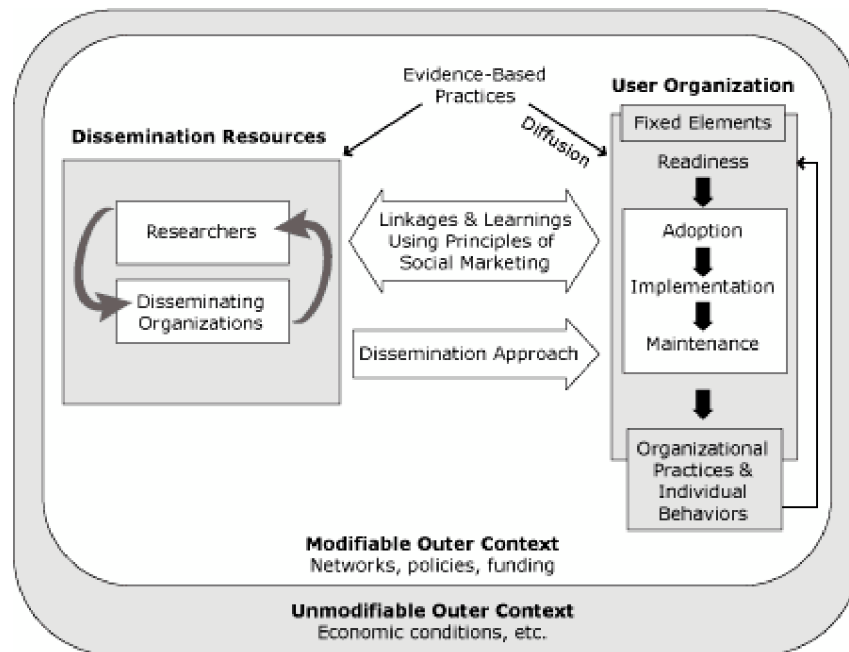 Evidence-Based
Practices
Diffusion
Dissemination Resources
Researchers
Disseminating
Organizations
Linkages & Learnings
Using Principles of
Social Marketing
Dissemination Approach
User Organization
Fixed Elements
Readiness
Adoption
Implementation
Maintenance
Organizational
Practices &
Individual
Behaviors
Modifiable Outer Context
Networks, policies, funding
Unmodifiable Outer Context
Economic conditions, etc.